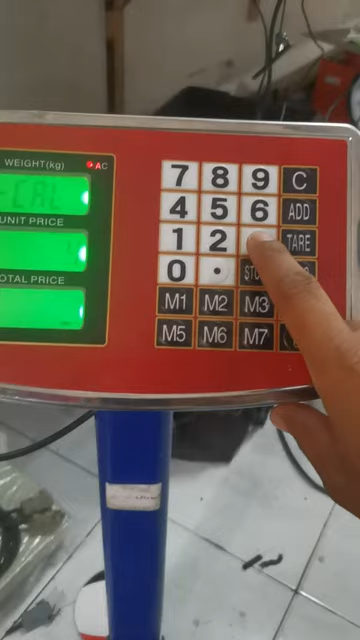 WEIGHT(kg) AC
-CAL
UNIT PRICE
OTAL PRICE
7 8 9 C
4 5 6 ADD
1 2 TARE
0 .
M1 M2 M3
M5 M6 M7